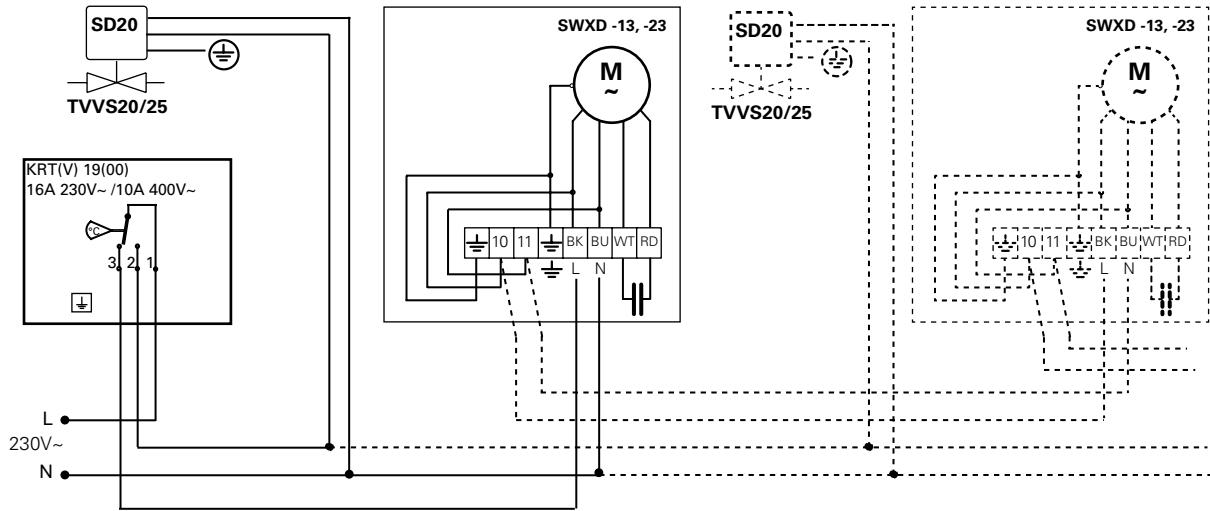 SD20
TVVS20/25
SWXD -13, -23
M
~
SD20
TVVS20/25
SWXD -13, -23
M
~
KRT(V) 19(00)
16A 230V~ /10A 400V~
°C
3 2 1
10 11 BK BU WT RD
L N
10 11 BK BU WT RD
L N
L
230V~
N